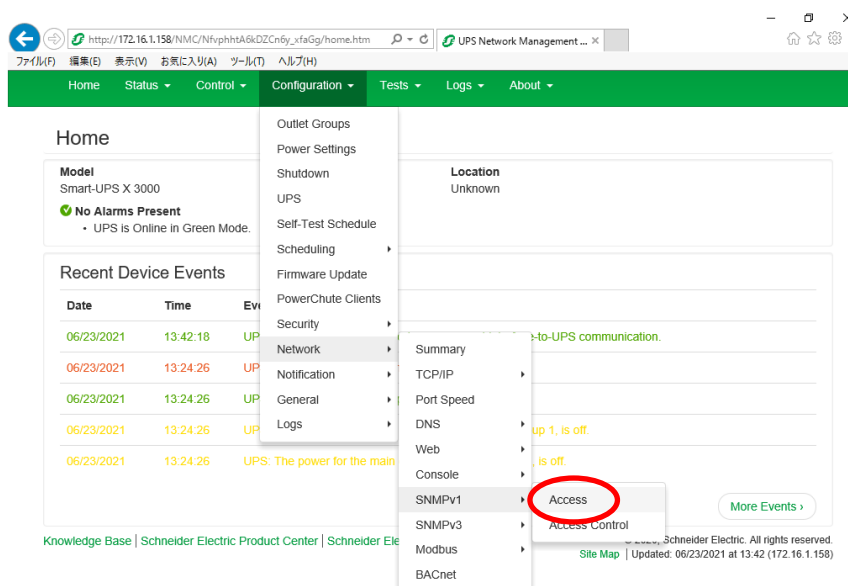 http://172.16.1.158/NMC/NfvphhtA6kDZCn6y_xfaGg/home.htm
UPS Network Management ...
ファイル(F) 編集(E) 表示(V) お気に入り(A) ツール(T) ヘルプ(H)
Home Status Control Configuration Tests Logs About
Home
Model
Smart-UPS X 3000
Location
Unknown
No Alarms Present
• UPS is Online in Green Mode.
Recent Device Events
Date Time
06/23/2021 13:42:18 UP -to-UPS communication.
06/23/2021 13:24:26 UP
06/23/2021 13:24:26 UP
06/23/2021 13:24:26 UP up 1, is off.
06/23/2021 13:24:26 UPS: The power for the main , is off.
More Events ›
Outlet Groups
Power Settings
Shutdown
UPS
Self-Test Schedule
Scheduling
Firmware Update
PowerChute Clients
Security
Network
Notification
General
Logs
Summary
TCP/IP
Port Speed
DNS
Web
Console
SNMPv1
SNMPv3
Modbus
BACnet
Access
Access Control
Knowledge Base | Schneider Electric Product Center | Schneider Ele
Schneider Electric. All rights reserved.
Site Map | Updated: 06/23/2021 at 13:42 (172.16.1.158)